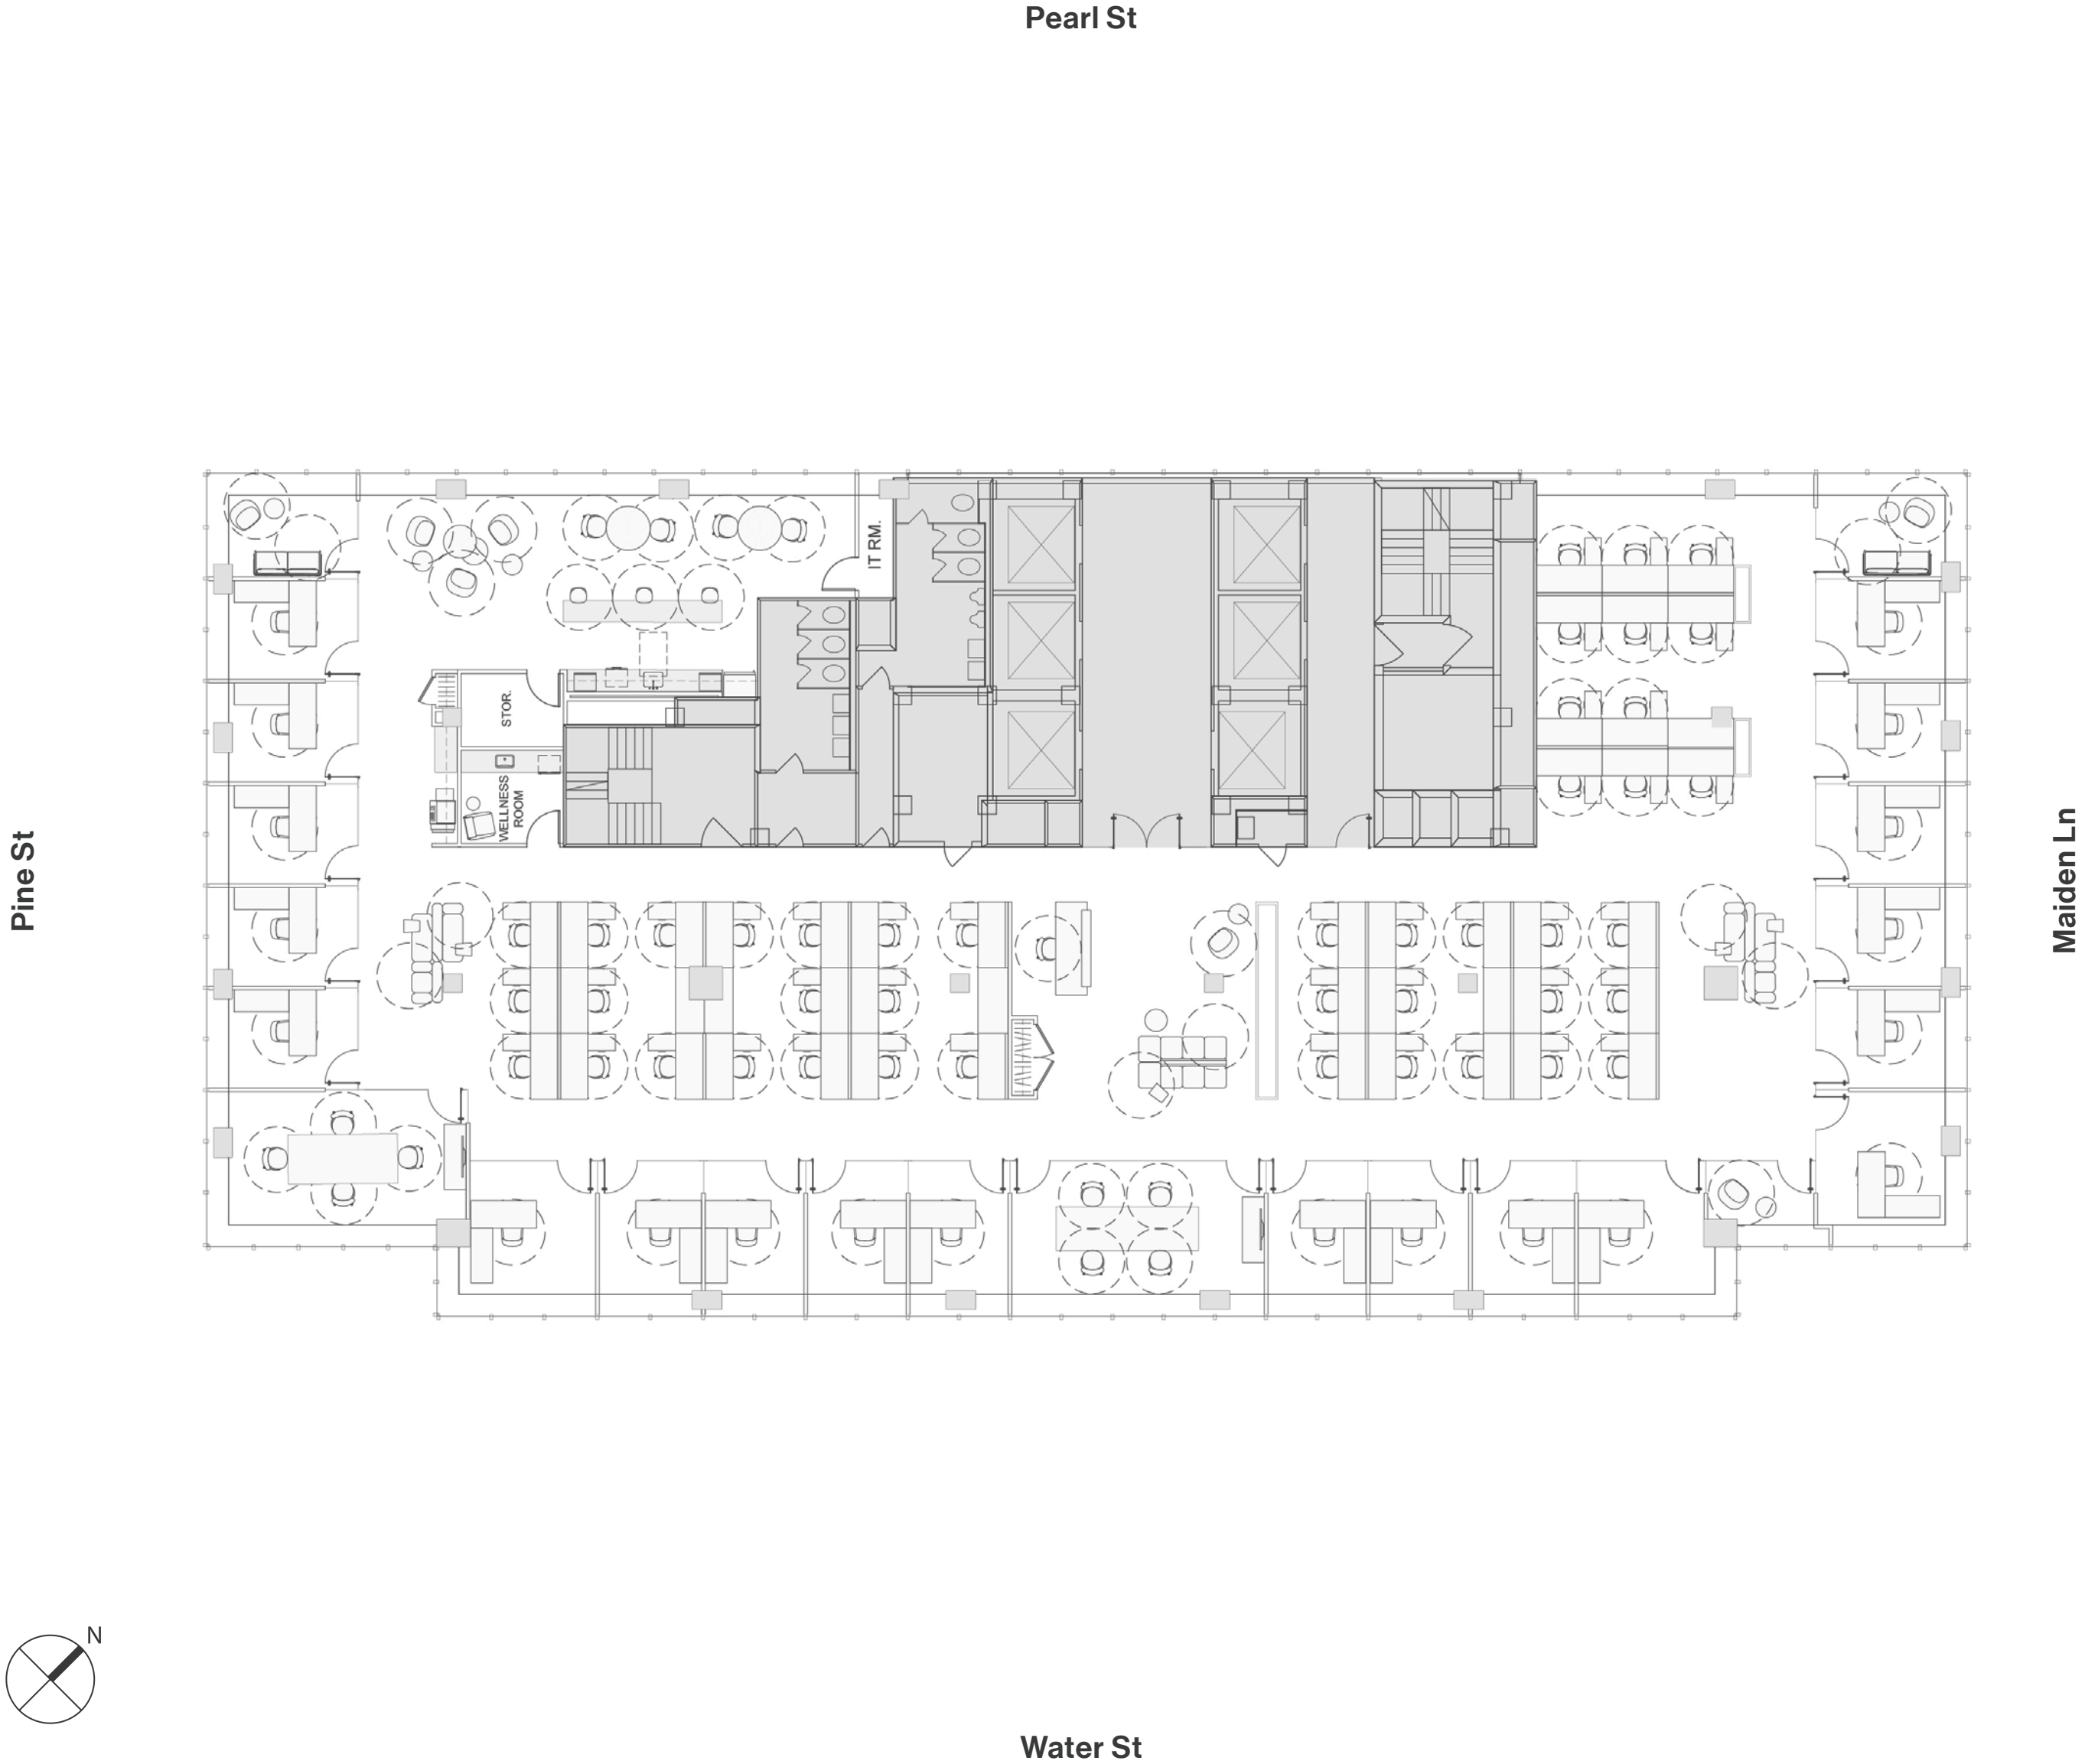 Pearl St
IT RM.
STOR.
WELLNESS
ROOM
Pine St
Maiden Ln
N
Water St